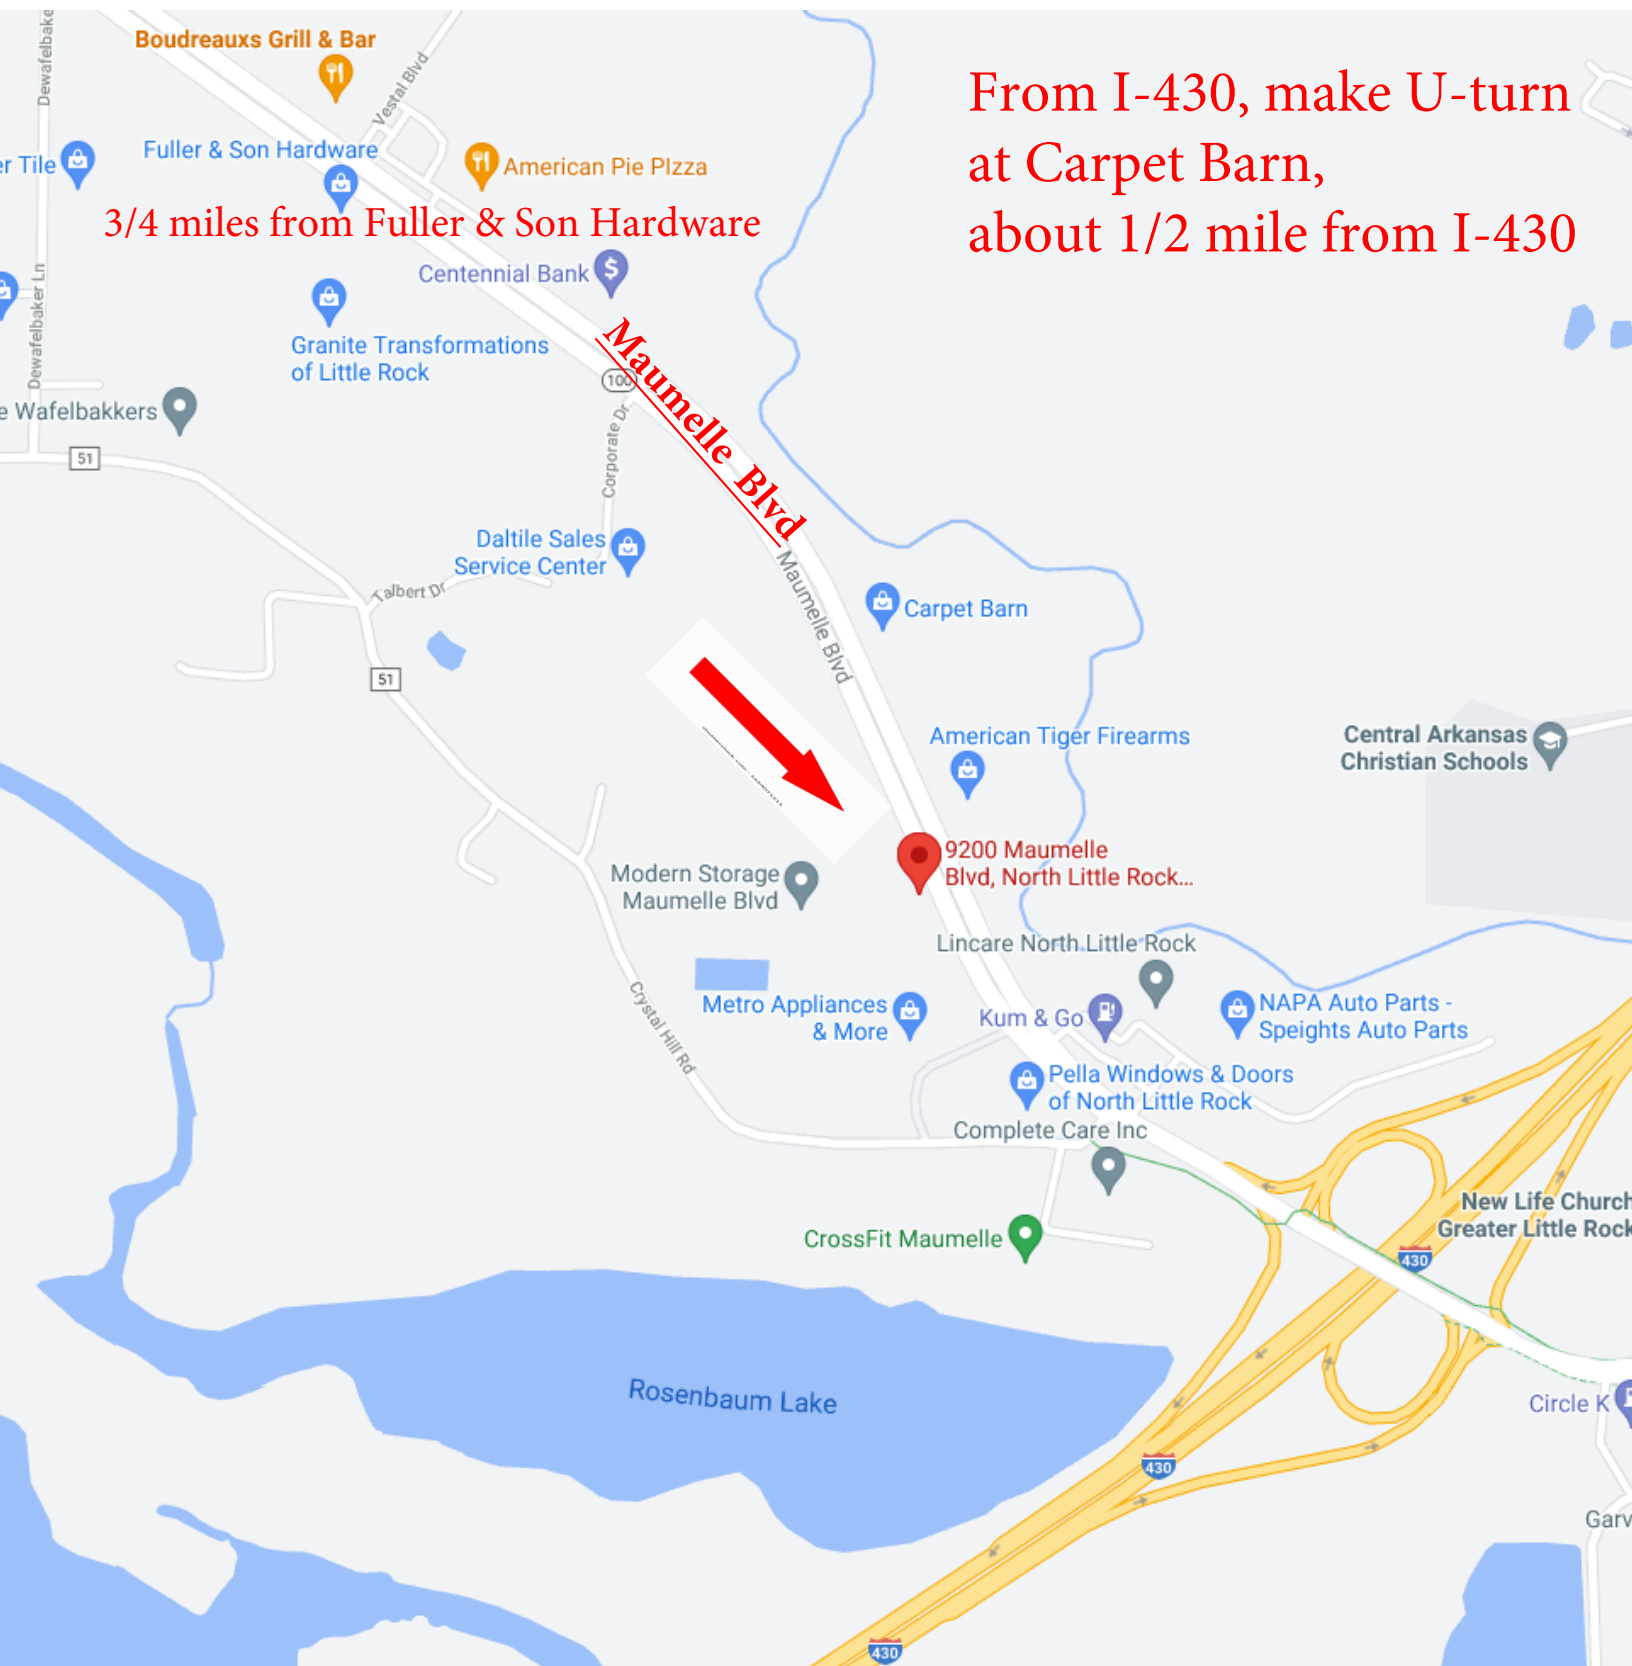 Dewafelbake
Boudreauxs Grill & Bar
Vestal Blvd
From I-430, make U-turn
at Carpet Barn,
about 1/2 mile from I-430
er Tile
Fuller & Son Hardware
American Pie PIzza
3/4 miles from Fuller & Son Hardware
Centennial Bank
Dewafelbaker Ln
Granite Transformations
of Little Rock
100
Maumelle Blvd
e Wafelbakkers
51
Corporate Dr
Daltile Sales
Service Center
Talbert Dr
Maumelle Blvd
Carpet Barn
51
American Tiger Firearms
Central Arkansas
Christian Schools
9200 Maumelle
Blvd, North Little Rock...
Modern Storage
Maumelle Blvd
Lincare North Little Rock
Crystal Hill Rd
Metro Appliances
& More
Kum & Go
NAPA Auto Parts -
Speights Auto Parts
Pella Windows & Doors
of North Little Rock
Complete Care Inc
New Life Church
Greater Little Rock
CrossFit Maumelle
430
Rosenbaum Lake
Circle K
430
Garv
430